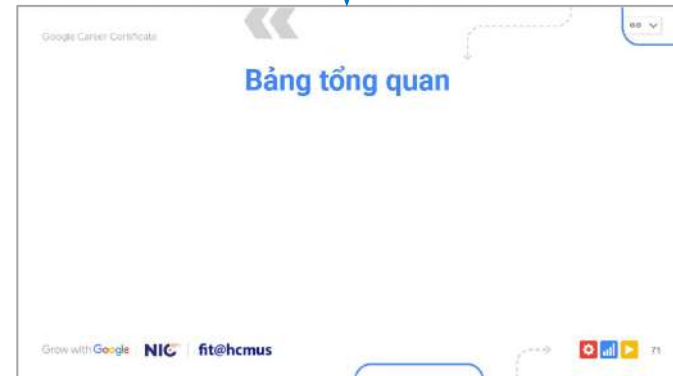 Google Career Certificate
Bảng tổng quan
Grow with Google NIC fit@hcmus
71